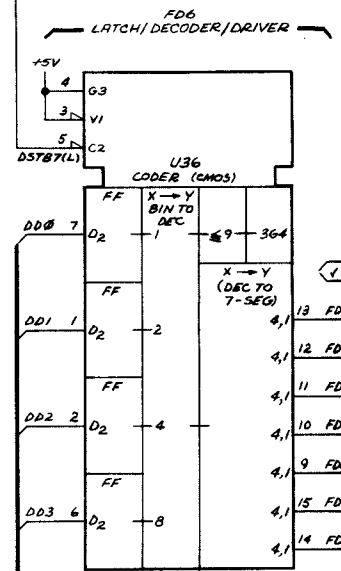 FD6
LATCH/DECODER/DRIVER
+5V
4 G3
3 V1
5 C2
DSTB7(L)
U36
CODER (CMOS)
FF X → Y
BIN TO
DEC
DDØ 7 D2 1 ≤9 3G4
X → Y
(DEC TO
7-SEG)
FF
4,1 13 FD
DD1 1 D2 2
4,1 12 FD
FF
4,1 11 FD
DD2 2 D2 4 4,1 10 FD
4,1 9 FD
FF
DD3 6 D2 8 4,1 15 FD
4,1 14 FD